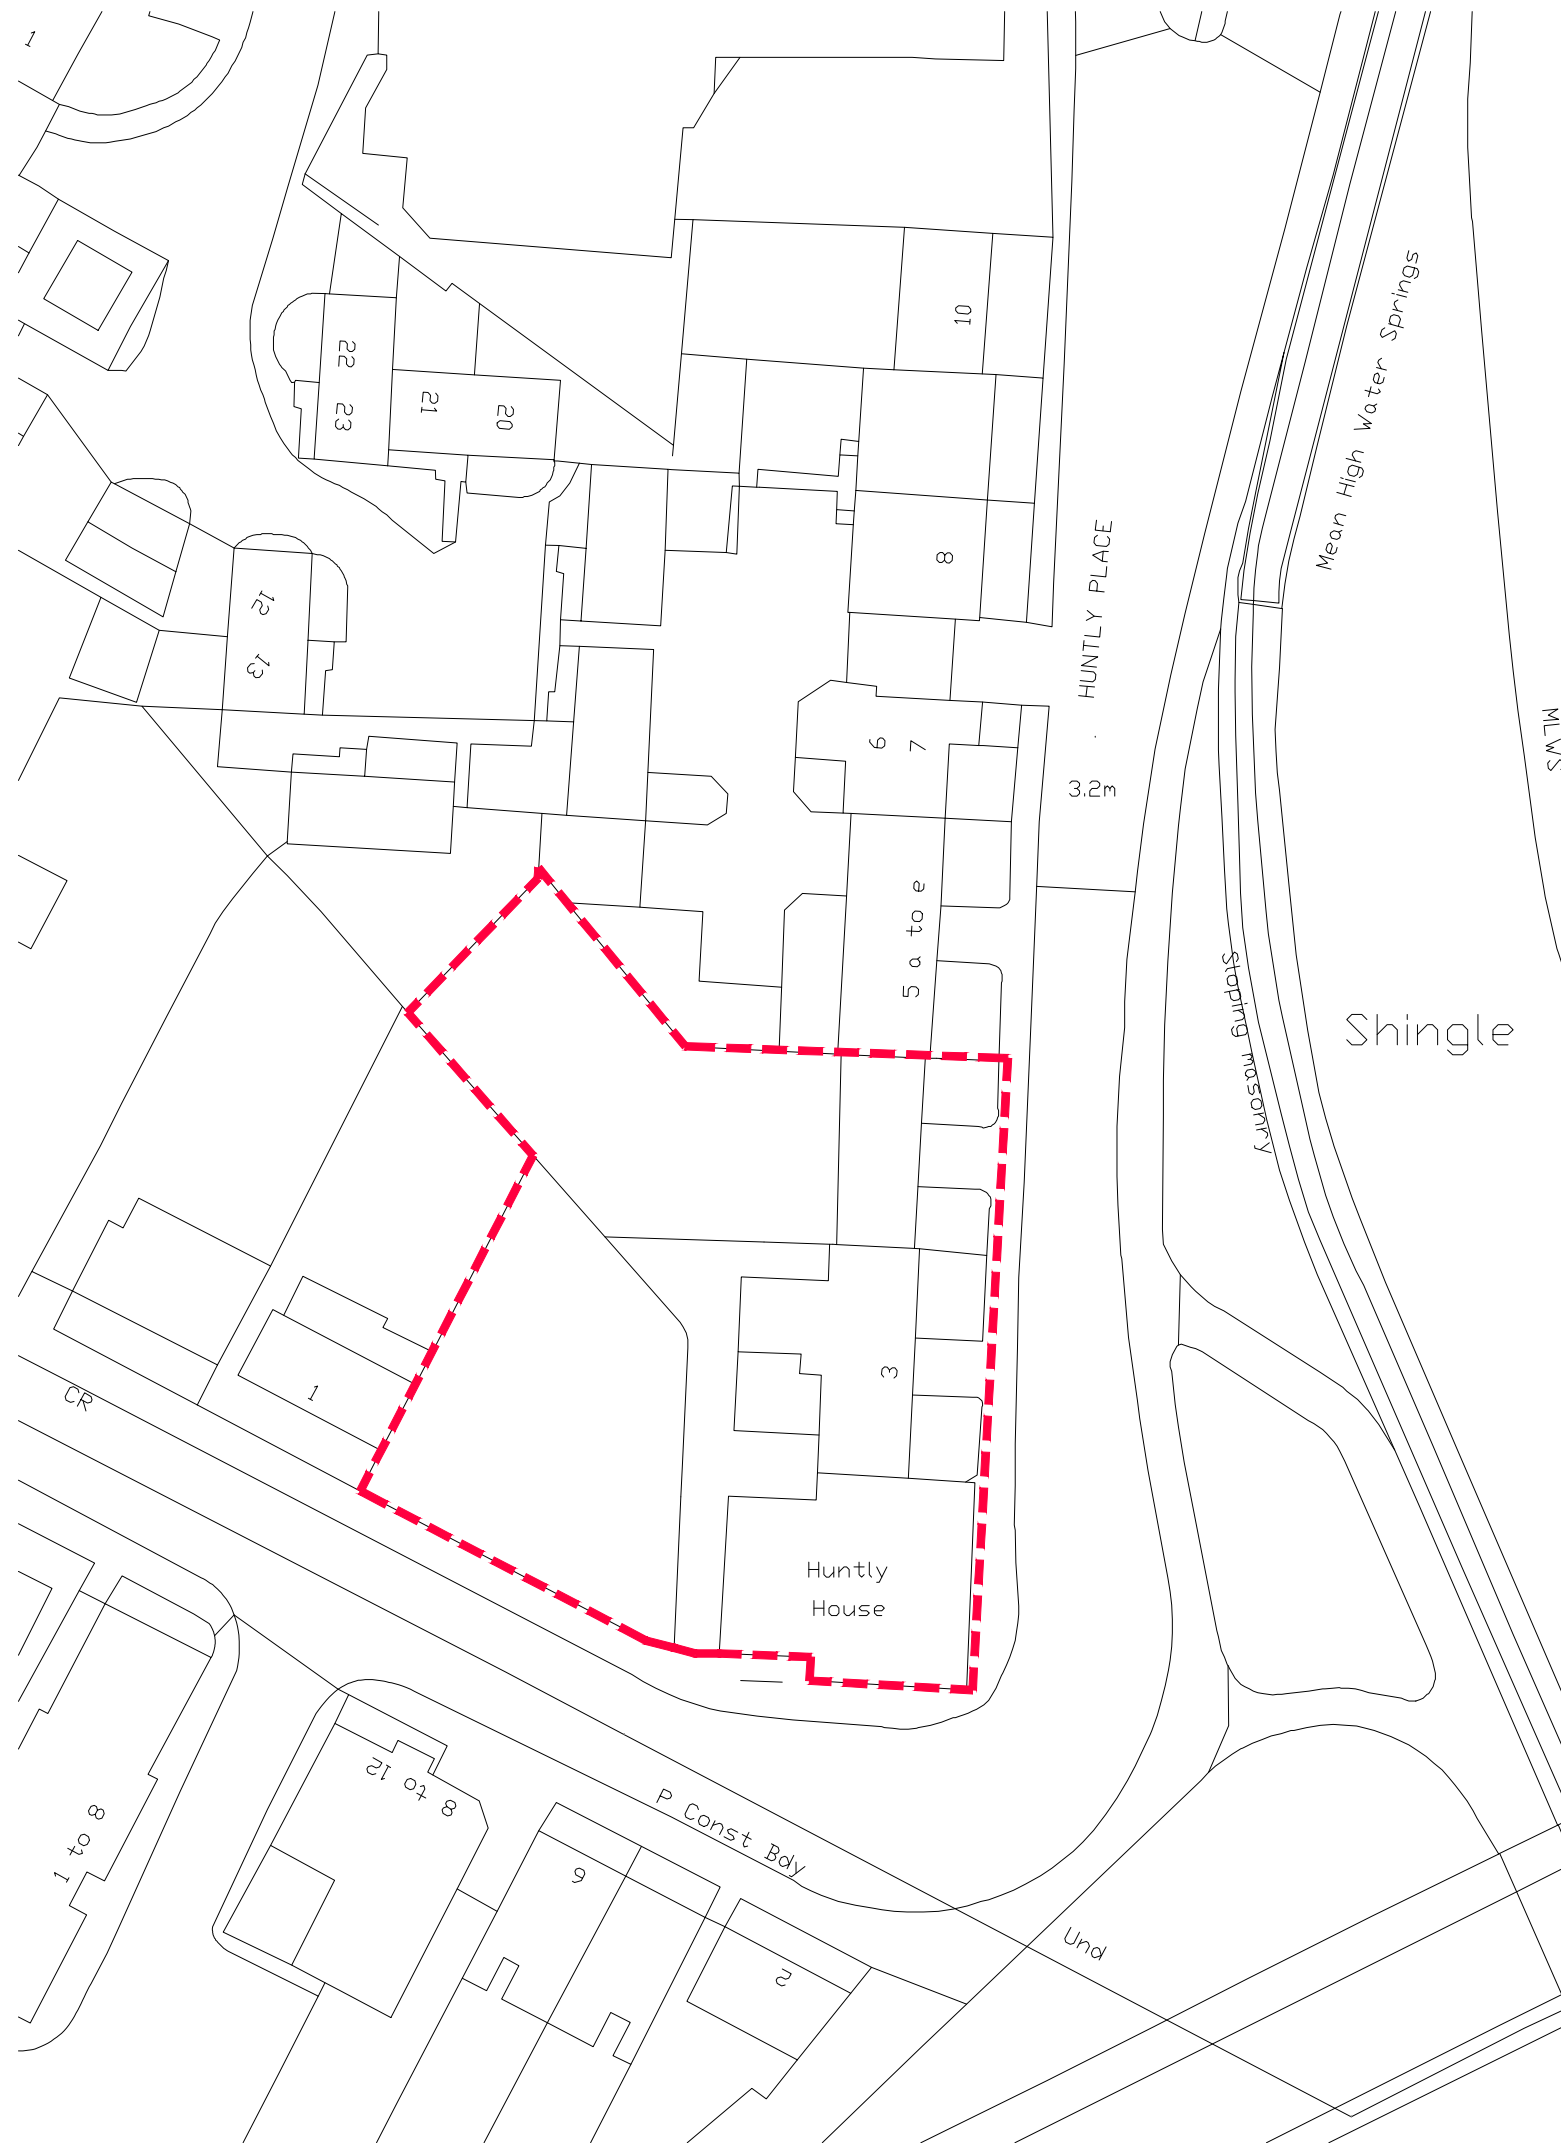 1
10
22
23
21
20
Mean High Water Springs
8
HUNTLY PLACE
12
13
6
7
MLWS
3.2m
5 a to e
Sloping masonry
Shingle
3
1
CR
Huntly
House
8 to 12
1 to 8
P Const Bdy
6
2
Und